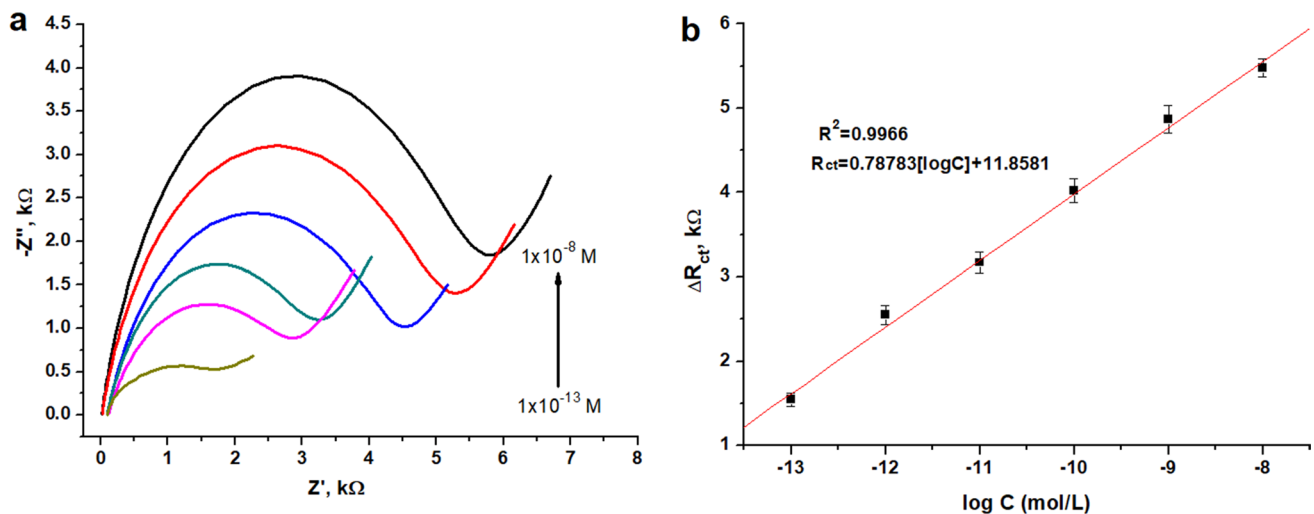 a
4.5
4.0
3.5
3.0
2.5
2.0
1.5
1.0
0.5
0.0
-Z'', kΩ
0 1 2 3 4 5 6 7 8
Z', kΩ
1x10⁻⁸ M
1x10⁻¹³ M
b
6
5
4
3
2
1
ΔRct, kΩ
R²=0.9966
Rct=0.78783[logC]+11.8581
-13 -12 -11 -10 -9 -8
log C (mol/L)